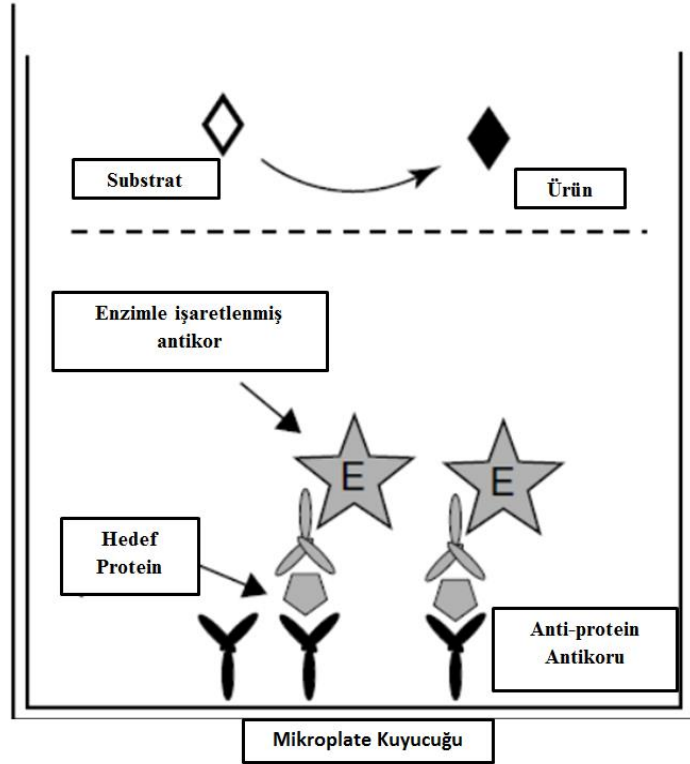 Substrat
Ürün
Enzimle işaretlenmiş
antikor
E
E
Hedef
Protein
Anti-protein
Antikoru
Mikroplate Kuyucuğu